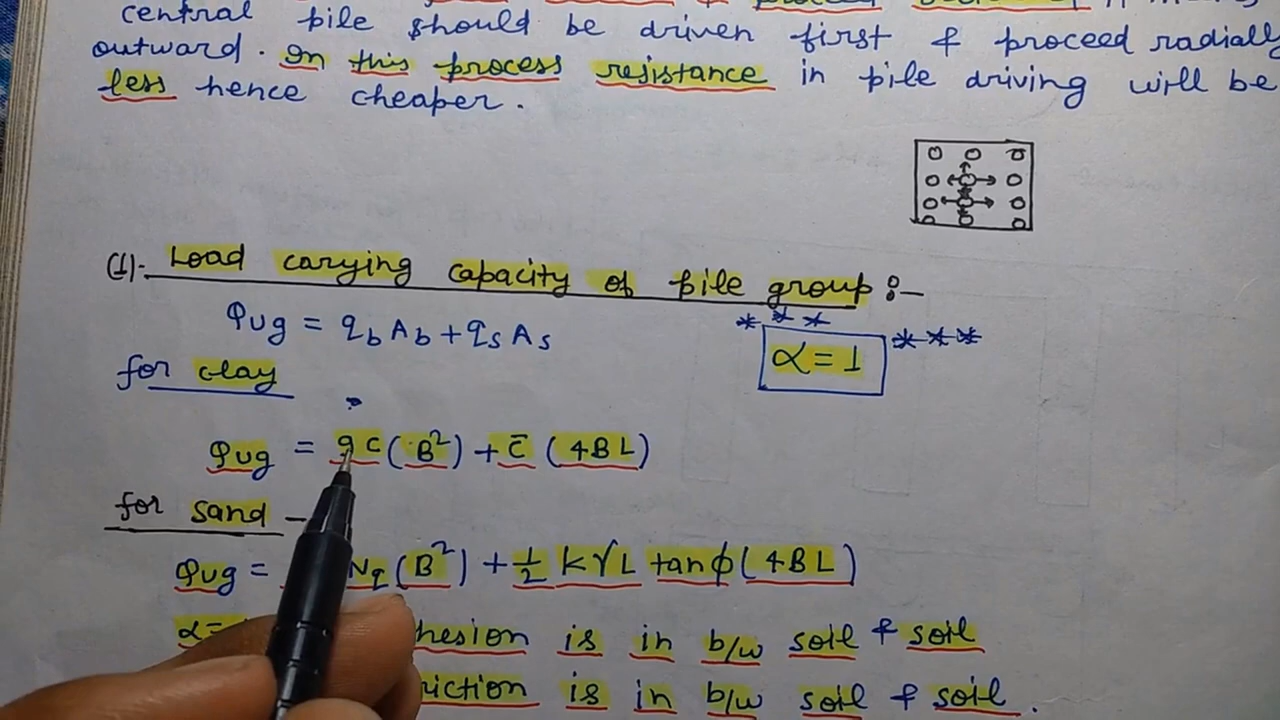 central pile should be driven first & proceed radially
outward. In this process resistance in pile driving will be
less hence cheaper.
(1):- Load carying capacity of pile group :-
Qug = qb Ab + qs As
* * * α = 1 * * *
for clay
Qug = 9C (B²) + c̄ (4BL)
for sand -
Qug = Nq (B²) + ½ KγL tanφ (4BL)
α= hesion is in b/w soil & soil
riction is in b/w soil & soil.